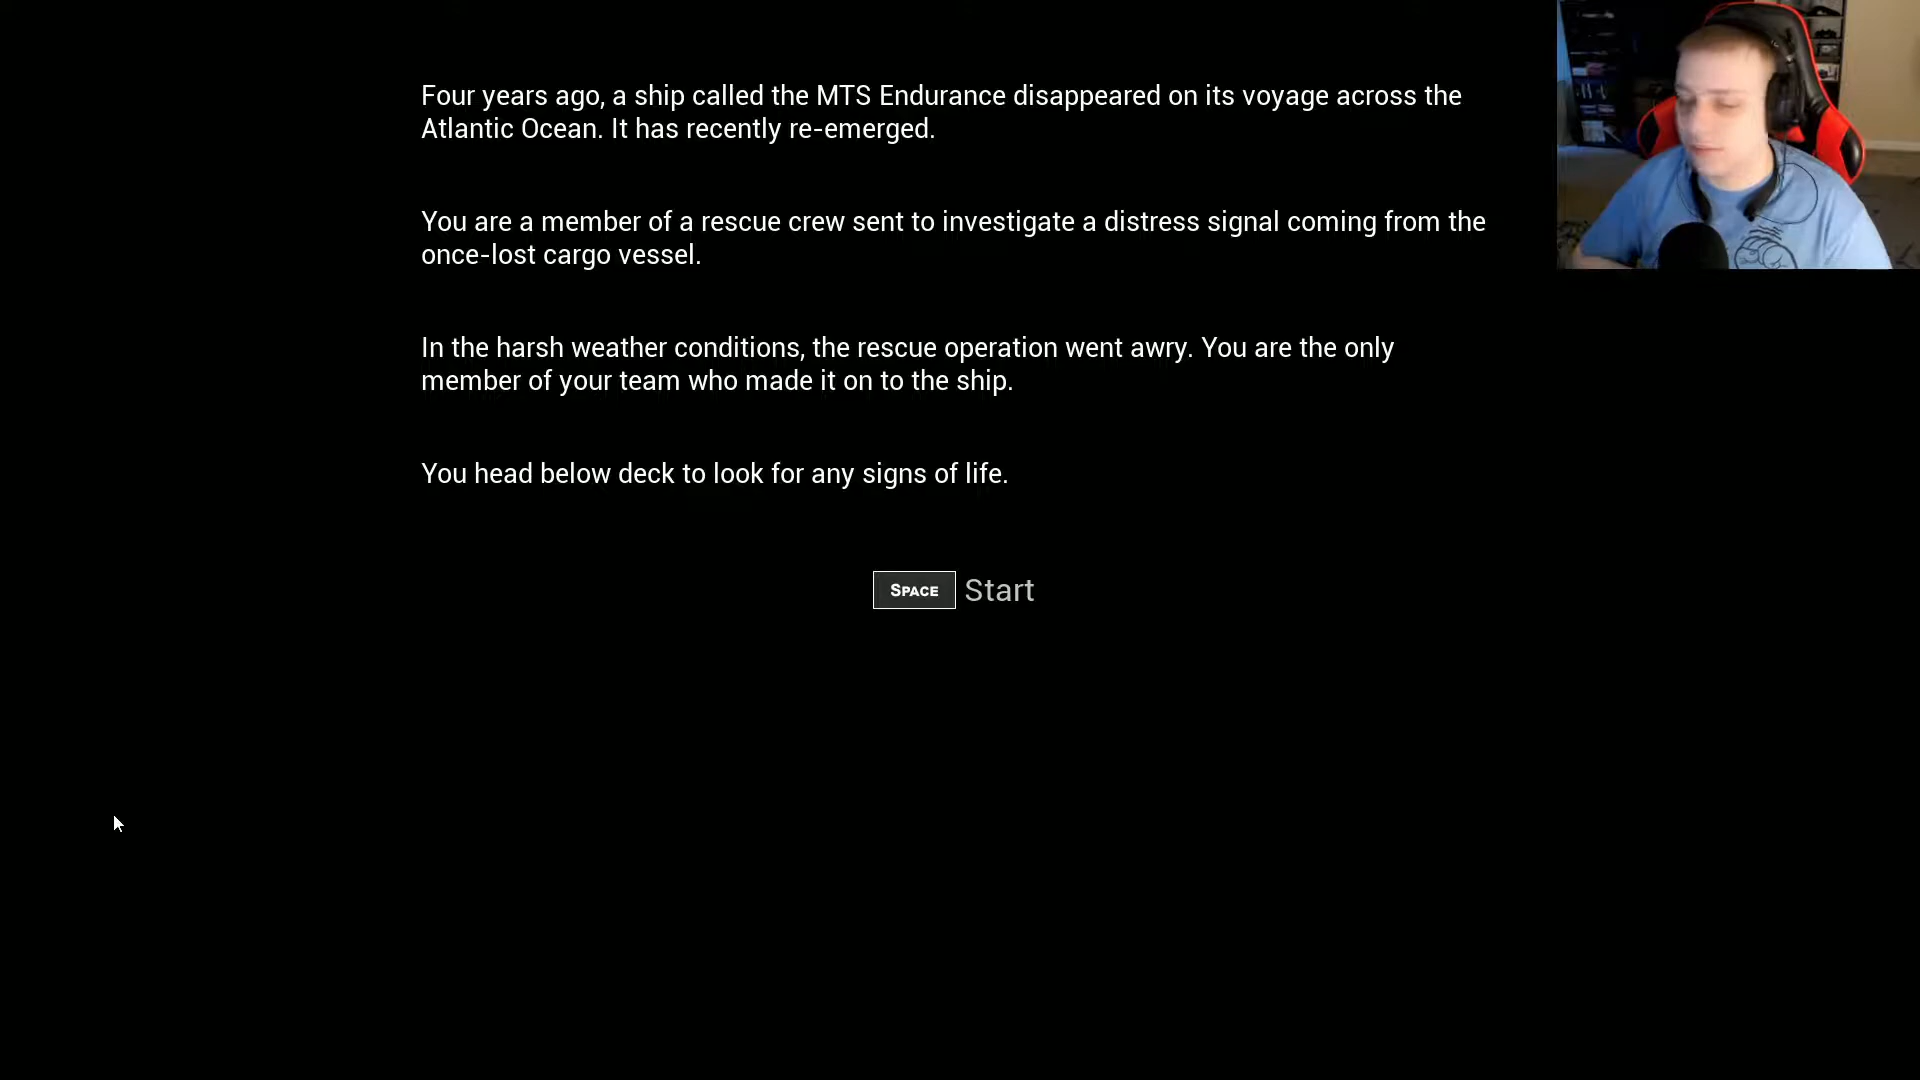 Four years ago, a ship called the MTS Endurance disappeared on its voyage across the
Atlantic Ocean. It has recently re-emerged.
You are a member of a rescue crew sent to investigate a distress signal coming from the
once-lost cargo vessel.
In the harsh weather conditions, the rescue operation went awry. You are the only
member of your team who made it on to the ship.
You head below deck to look for any signs of life.
SPACE Start